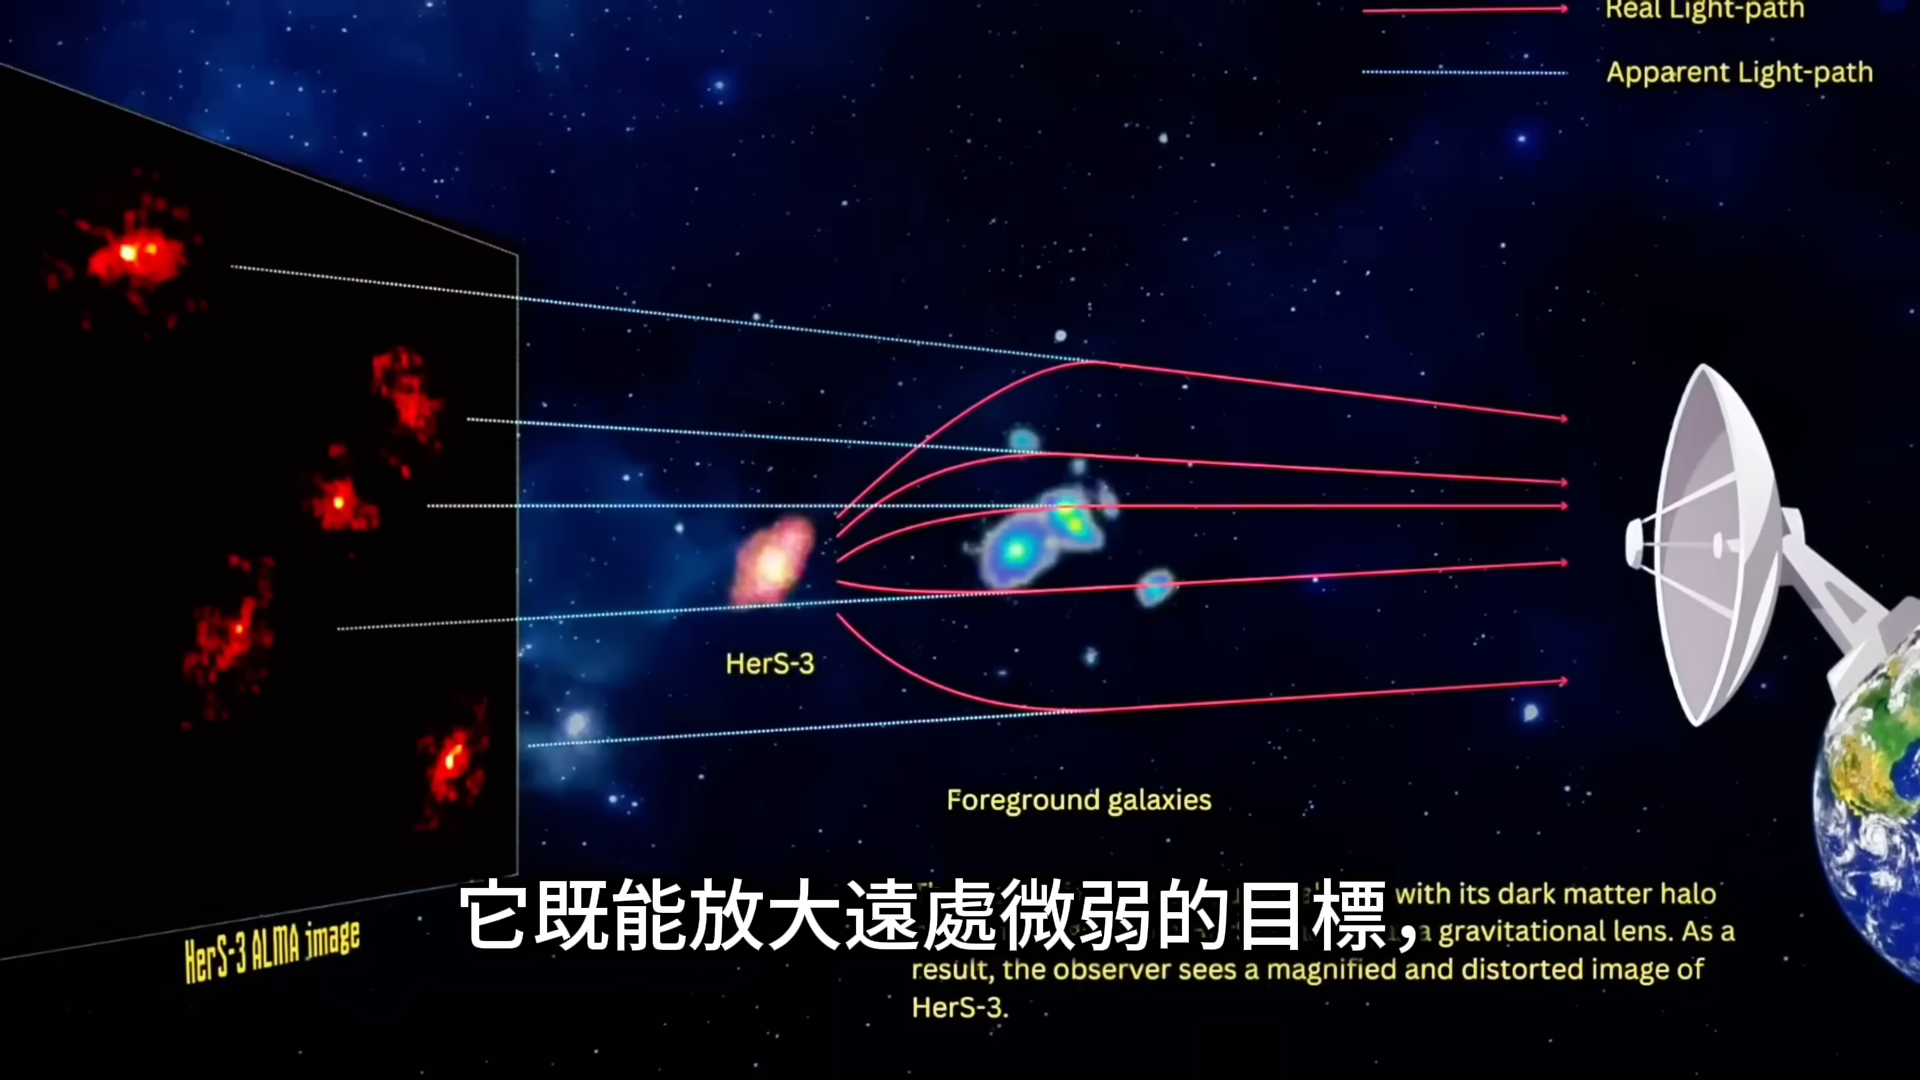 Real Light-path
Apparent Light-path
HerS-3
Foreground galaxies
HerS-3 ALMA image
它既能放大遠處微弱的目標，
with its dark matter halo
a gravitational lens. As a
result, the observer sees a magnified and distorted image of
HerS-3.